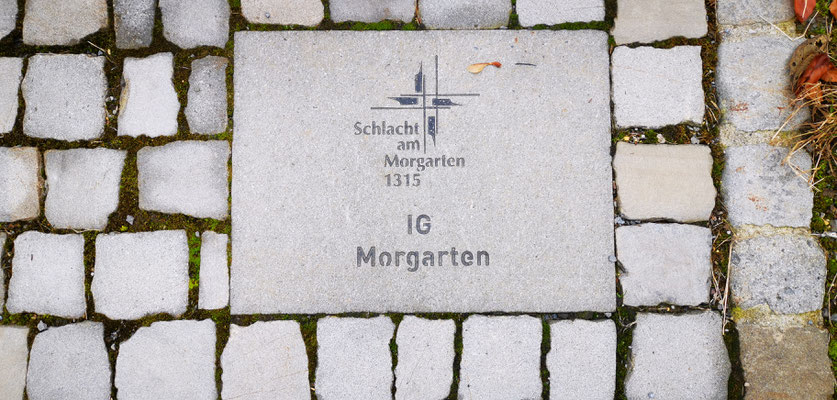 Schlacht
am
Morgarten
1315
IG
Morgarten